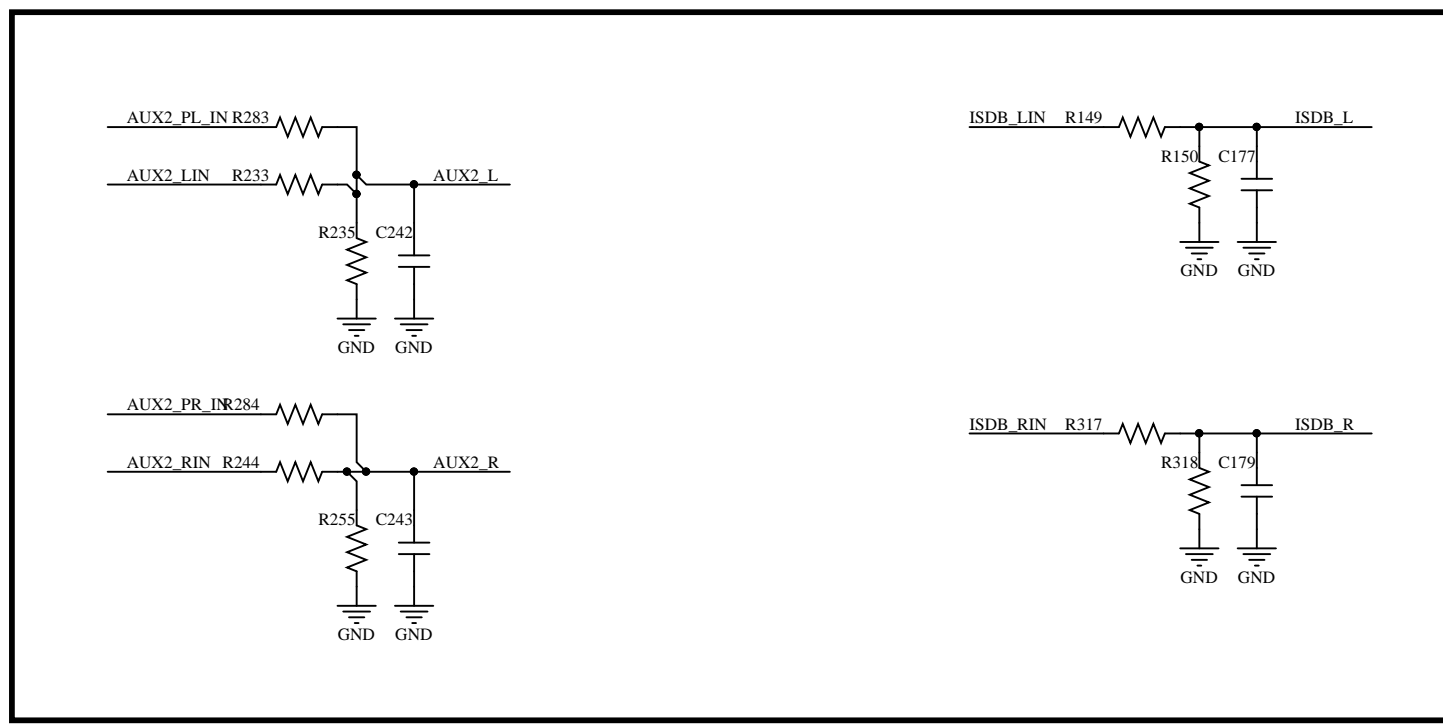 AUX2_PL_IN R283
AUX2_LIN R233 AUX2_L
R235 C242
GND GND
AUX2_PR_IN R284
AUX2_RIN R244 AUX2_R
R255 C243
GND GND
ISDB_LIN R149 ISDB_L
R150 C177
GND GND
ISDB_RIN R317 ISDB_R
R318 C179
GND GND